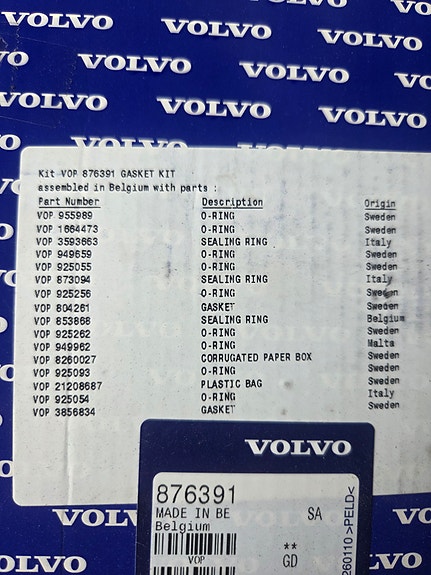 VOLVO VOLVO
VOLVO VOLVO VOLVO
VOLVO VOLVO VOLVO
VOLVO VOLVO VOLVO
VOLVO VOLVO
Kit VOP 876391 GASKET KIT
assembled in Belgium with parts :
Part Number Description Origin
VOP 955989 O-RING Sweden
VOP 1664473 O-RING Sweden
VOP 3593663 SEALING RING Italy
VOP 949659 O-RING Sweden
VOP 925055 O-RING Sweden
VOP 873094 SEALING RING Italy
VOP 925256 O-RING Sweden
VOP 804261 GASKET Sweden
VOP 853868 SEALING RING Belgium
VOP 925262 O-RING Sweden
VOP 949962 O-RING Malta
VOP 8260027 CORRUGATED PAPER BOX Sweden
VOP 925093 O-RING Sweden
VOP 21208687 PLASTIC BAG Sweden
VOP 925054 O-RING Italy
VOP 3856834 GASKET Sweden
VOLVO
876391
MADE IN BE SA
Belgium
**
VOP GD
260110 >PELD<
VOLVO